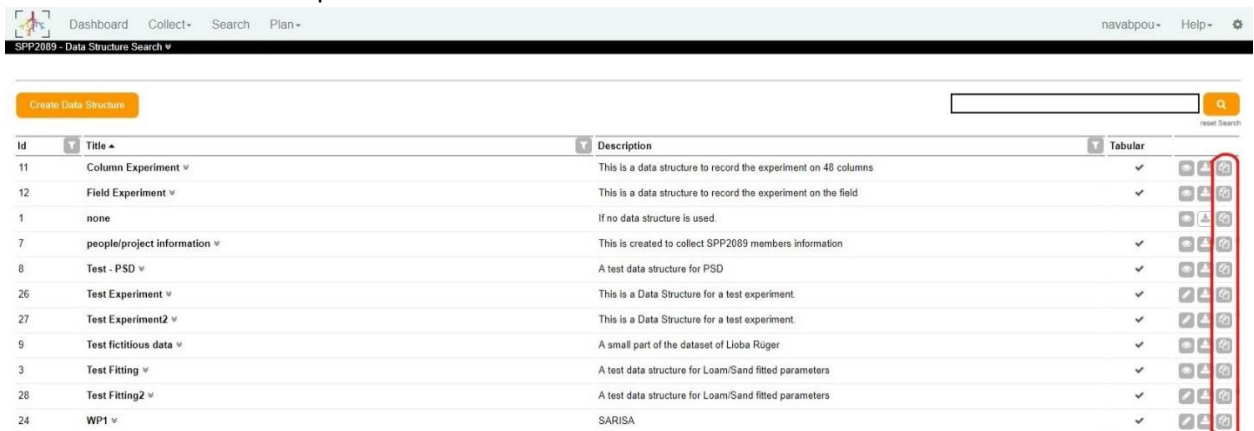 Dashboard Collect Search Plan navabpou Help
SPP2089 - Data Structure Search
Create Data Structure
reset Search
Id Title Description Tabular
11 Column Experiment This is a data structure to record the experiment on 48 columns
12 Field Experiment This is a data structure to record the experiment on the field
1 none If no data structure is used.
7 people/project information This is created to collect SPP2089 members information
8 Test - PSD A test data structure for PSD
26 Test Experiment This is a Data Structure for a test experiment.
27 Test Experiment2 This is a Data Structure for a test experiment.
9 Test fictitious data A small part of the dataset of Lioba Rüger
3 Test Fitting A test data structure for Loam/Sand fitted parameters
28 Test Fitting2 A test data structure for Loam/Sand fitted parameters
24 WP1 SARISA